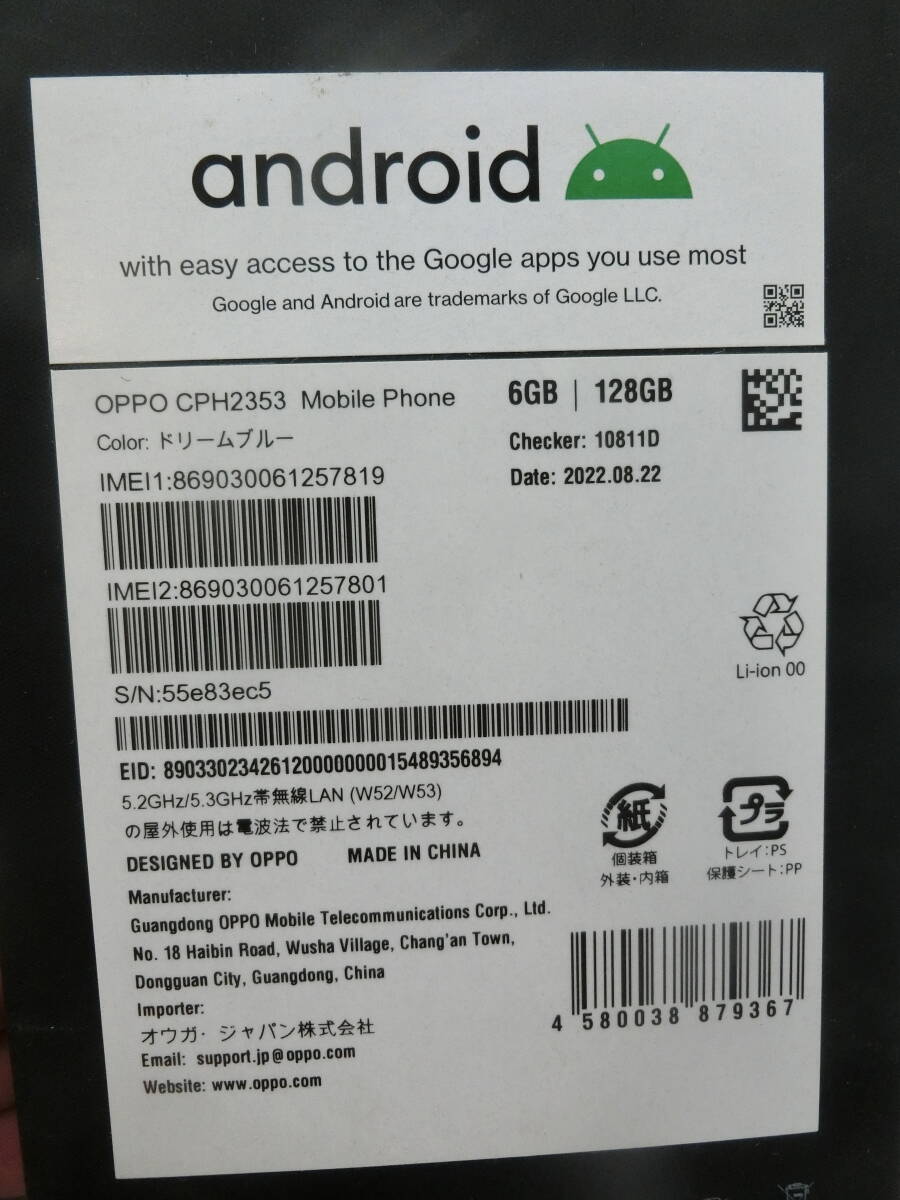 android
with easy access to the Google apps you use most
Google and Android are trademarks of Google LLC.
OPPO CPH2353 Mobile Phone
6GB | 128GB
Color: ドリームブルー
Checker: 10811D
IMEI1:869030061257819
Date: 2022.08.22
IMEI2:869030061257801
Li-ion 00
S/N:55e83ec5
EID: 89033023426120000000015489356894
5.2GHz/5.3GHz帯無線LAN (W52/W53)
の屋外使用は電波法で禁止されています。
紙
個装箱
外装・内箱
プラ
トレイ:PS
保護シート:PP
DESIGNED BY OPPO MADE IN CHINA
Manufacturer:
Guangdong OPPO Mobile Telecommunications Corp., Ltd.
No. 18 Haibin Road, Wusha Village, Chang'an Town,
Dongguan City, Guangdong, China
Importer:
オウガ・ジャパン株式会社
Email: support.jp@oppo.com
Website: www.oppo.com
4 580038 879367